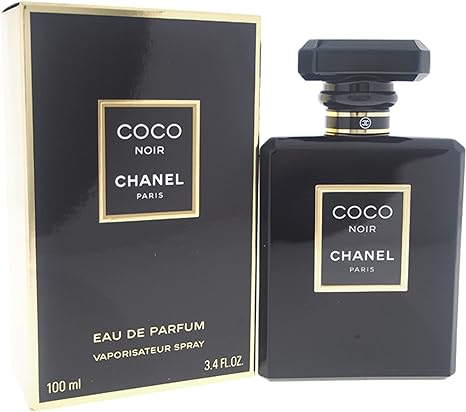 COCO
NOIR
CHANEL
PARIS
EAU DE PARFUM
VAPORISATEUR SPRAY
100 ml
3.4 FL.OZ.
COCO
NOIR
CHANEL
PARIS